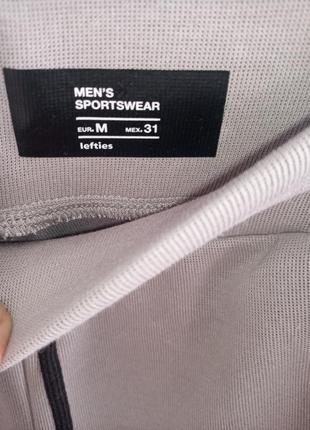 MEN'S
SPORTSWEAR
EUR. M MEX. 31
lefties